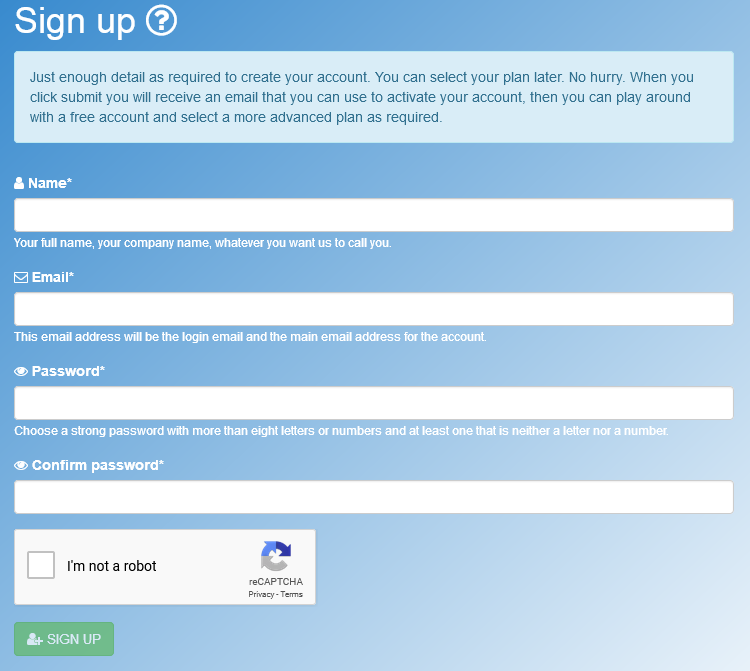 Sign up
Just enough detail as required to create your account. You can select your plan later. No hurry. When you
click submit you will receive an email that you can use to activate your account, then you can play around
with a free account and select a more advanced plan as required.
Name*
Your full name, your company name, whatever you want us to call you.
Email*
This email address will be the login email and the main email address for the account.
Password*
Choose a strong password with more than eight letters or numbers and at least one that is neither a letter nor a number.
Confirm password*
I'm not a robot
reCAPTCHA
Privacy - Terms
SIGN UP